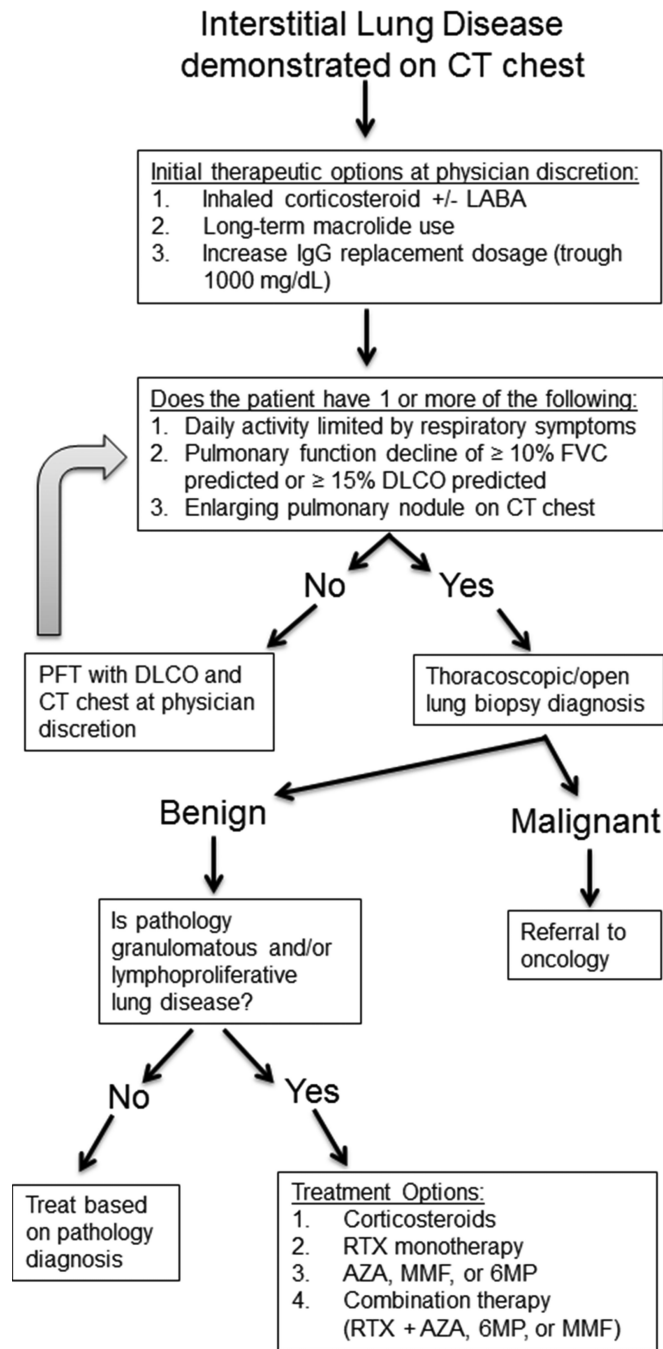 Interstitial Lung Disease
demonstrated on CT chest
Initial therapeutic options at physician discretion:
1. Inhaled corticosteroid +/- LABA
2. Long-term macrolide use
3. Increase IgG replacement dosage (trough
1000 mg/dL)
Does the patient have 1 or more of the following:
1. Daily activity limited by respiratory symptoms
2. Pulmonary function decline of ≥ 10% FVC
predicted or ≥ 15% DLCO predicted
3. Enlarging pulmonary nodule on CT chest
No
Yes
PFT with DLCO and
CT chest at physician
discretion
Thoracoscopic/open
lung biopsy diagnosis
Benign
Malignant
Is pathology
granulomatous and/or
lymphoproliferative
lung disease?
Referral to
oncology
No
Yes
Treat based
on pathology
diagnosis
Treatment Options:
1. Corticosteroids
2. RTX monotherapy
3. AZA, MMF, or 6MP
4. Combination therapy
(RTX + AZA, 6MP, or MMF)